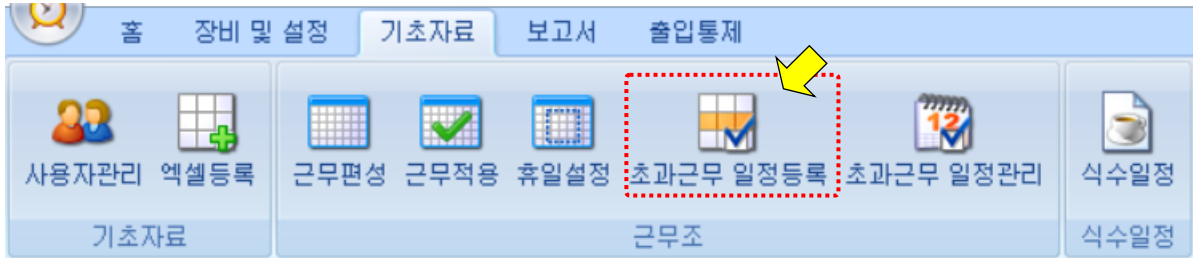 홈 장비 및 설정 기초자료 보고서 출입통제
12
사용자관리 엑셀등록 근무편성 근무적용 휴일설정 초과근무 일정등록 초과근무 일정관리 식수일정
기초자료 근무조 식수일정